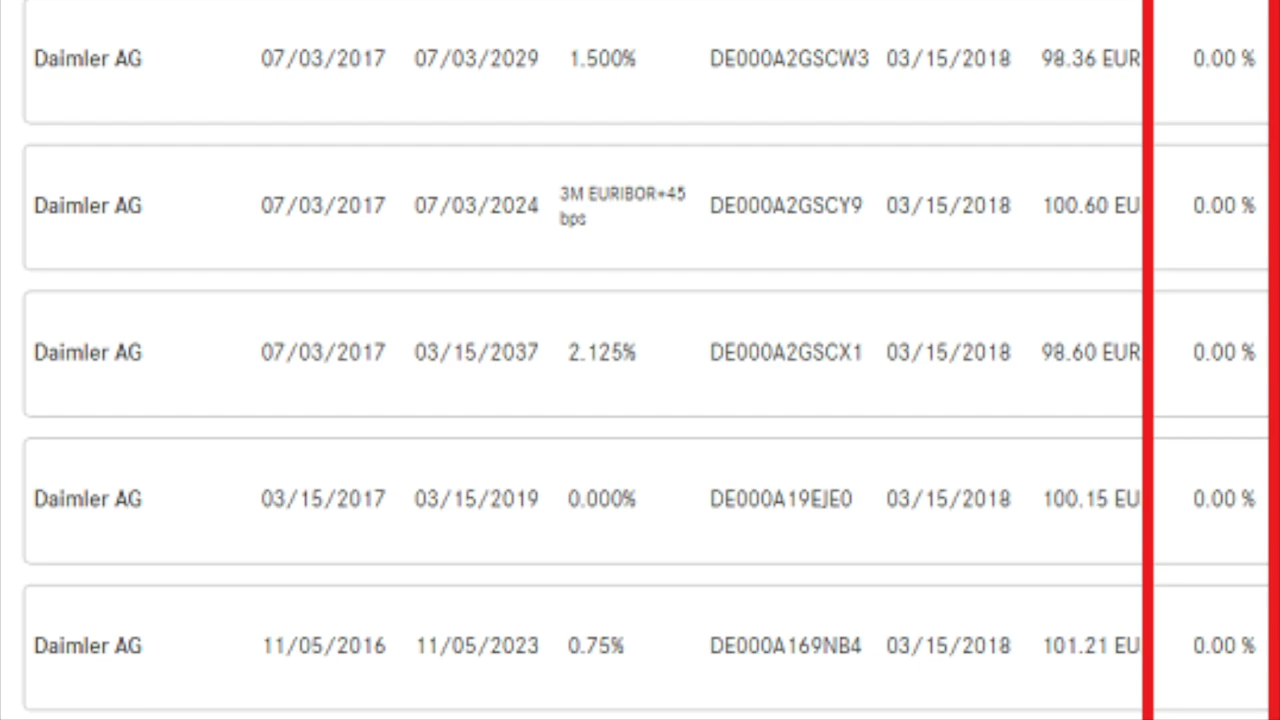 Daimler AG 07/03/2017 07/03/2029 1.500% DE000A2GSCW3 03/15/2018 98.36 EUR 0.00 %
Daimler AG 07/03/2017 07/03/2024 3M EURIBOR+45 bps DE000A2GSCY9 03/15/2018 100.60 EU 0.00 %
Daimler AG 07/03/2017 03/15/2037 2.125% DE000A2GSCX1 03/15/2018 98.60 EUR 0.00 %
Daimler AG 03/15/2017 03/15/2019 0.000% DE000A19EJE0 03/15/2018 100.15 EU 0.00 %
Daimler AG 11/05/2016 11/05/2023 0.75% DE000A169NB4 03/15/2018 101.21 EU 0.00 %